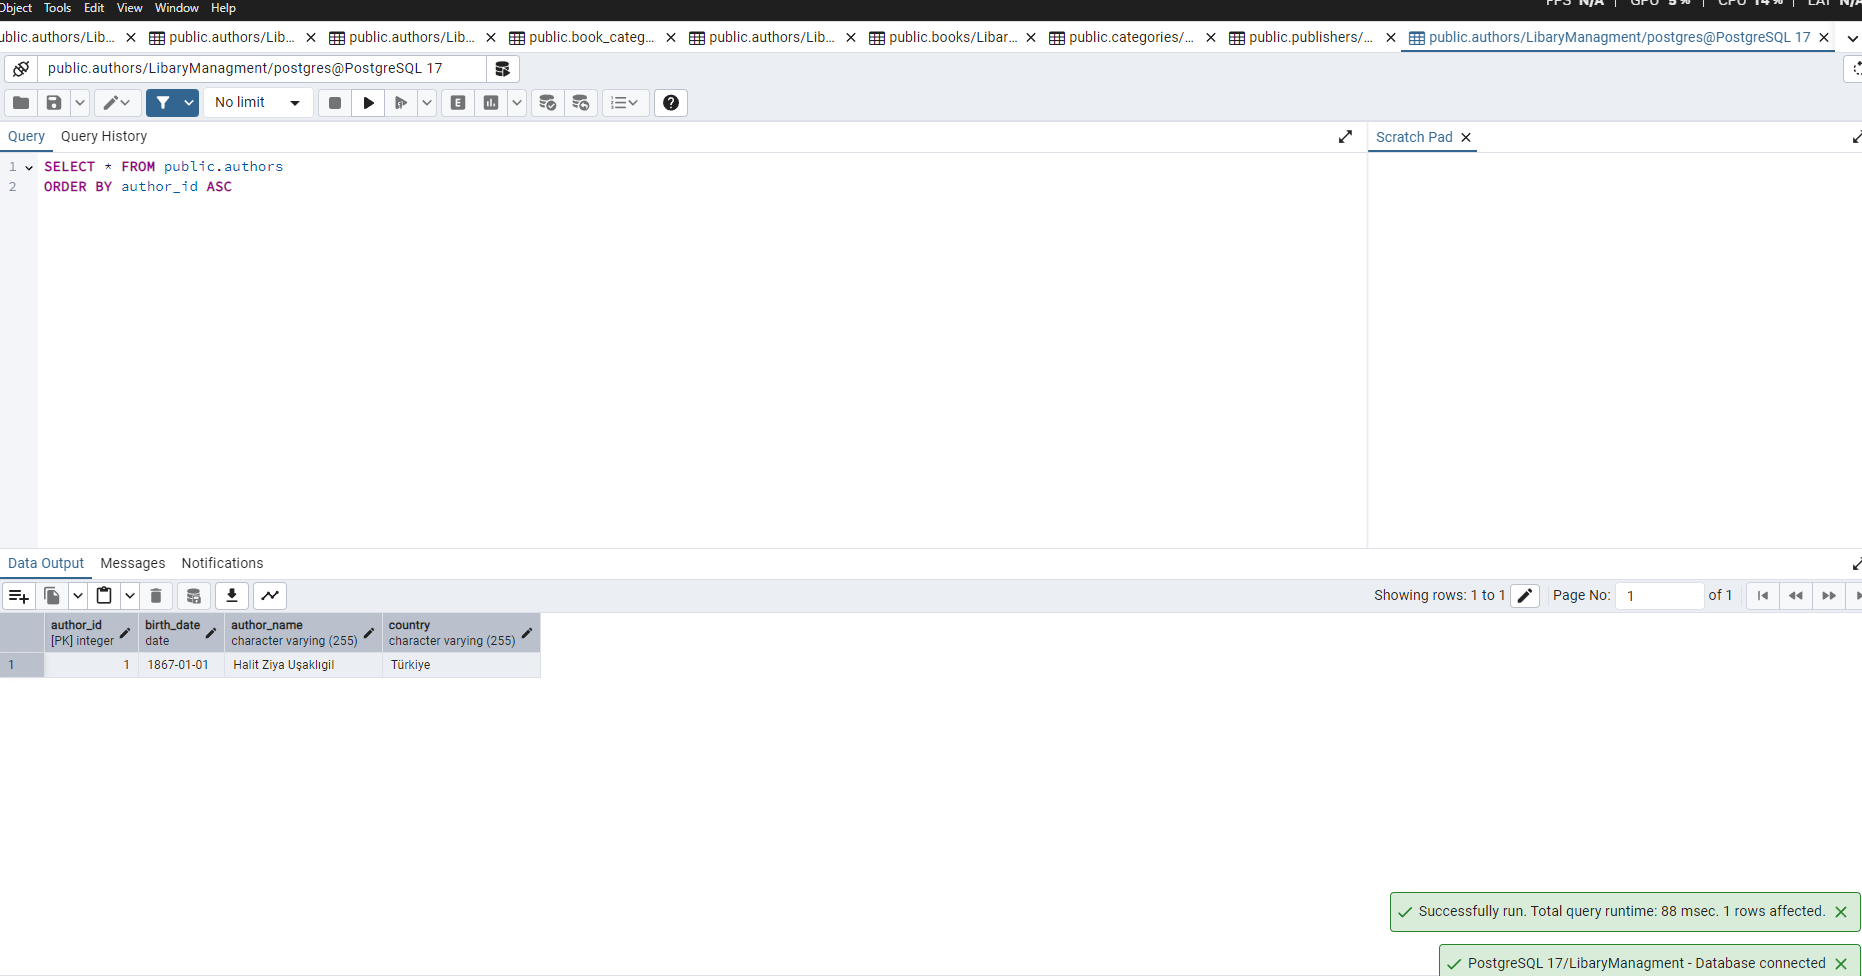 Object Tools Edit View Window Help
FPS N/A | GPU 5 % | CPU 14 % | LAT N/A
ublic.authors/Lib... public.authors/Lib... public.authors/Lib... public.book_categ... public.authors/Lib... public.books/Libar... public.categories/... public.publishers/... public.authors/LibaryManagment/postgres@PostgreSQL 17
public.authors/LibaryManagment/postgres@PostgreSQL 17
No limit
E
Query Query History
Scratch Pad
1 SELECT * FROM public.authors
2 ORDER BY author_id ASC
Data Output Messages Notifications
Showing rows: 1 to 1 Page No: 1 of 1
author_id birth_date author_name country
[PK] integer date character varying (255) character varying (255)
1 1 1867-01-01 Halit Ziya Uşaklıgil Türkiye
Successfully run. Total query runtime: 88 msec. 1 rows affected.
PostgreSQL 17/LibaryManagment - Database connected